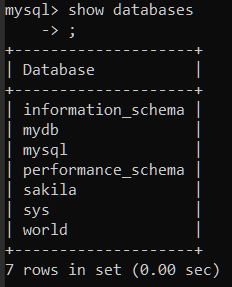 mysql> show databases
    -> ;
+--------------------+
| Database           |
+--------------------+
| information_schema |
| mydb               |
| mysql              |
| performance_schema |
| sakila             |
| sys                |
| world              |
+--------------------+
7 rows in set (0.00 sec)